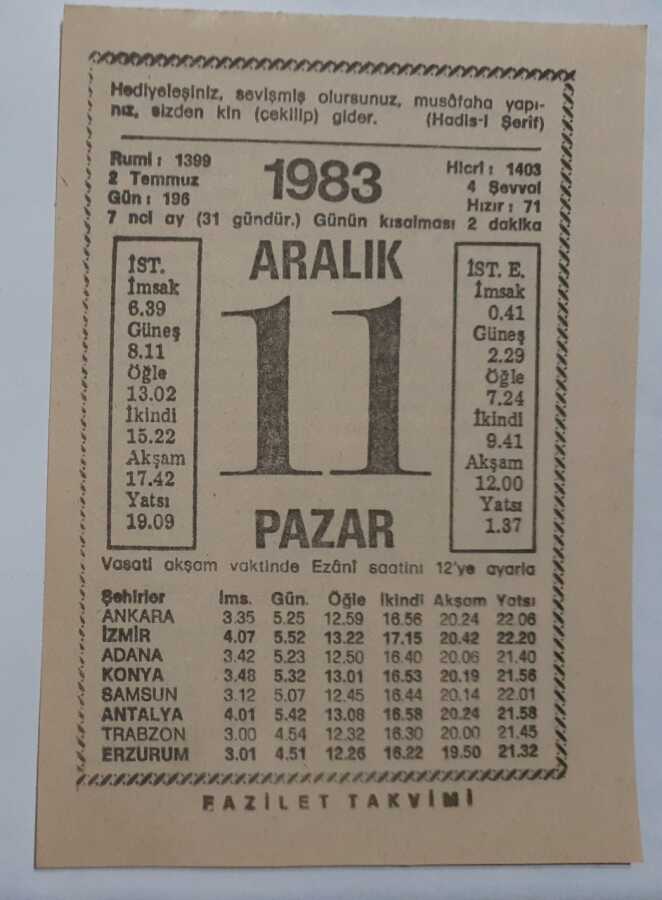 Hediyeleşiniz, sevişmiş olursunuz, musâfaha yapı-
nız, sizden kin (çekilip) gider. (Hadis-i Şerif)
Rumi : 1399
2 Temmuz
Gün : 196
1983
Hicrî : 1403
4 Şevval
Hızır : 71
7 nci ay (31 gündür.) Günün kısalması 2 dakika
ARALIK
11
PAZAR
İST.
İmsak
6.39
Güneş
8.11
Öğle
13.02
İkindi
15.22
Akşam
17.42
Yatsı
19.09
İST. E.
İmsak
0.41
Güneş
2.29
Öğle
7.24
İkindi
9.41
Akşam
12.00
Yatsı
1.37
Vasati akşam vaktinde Ezânî saatini 12'ye ayarla
Şehirler İms. Gün. Öğle İkindi Akşam Yatsı
ANKARA 3.35 5.25 12.59 16.56 20.24 22.06
İZMİR 4.07 5.52 13.22 17.15 20.42 22.20
ADANA 3.42 5.23 12.50 16.40 20.06 21.40
KONYA 3.48 5.32 13.01 16.53 20.19 21.56
SAMSUN 3.12 5.07 12.45 16.44 20.14 22.01
ANTALYA 4.01 5.42 13.08 16.58 20.24 21.58
TRABZON 3.00 4.54 12.32 16.30 20.00 21.45
ERZURUM 3.01 4.51 12.26 16.22 19.50 21.32
FAZİLET TAKVİMİ